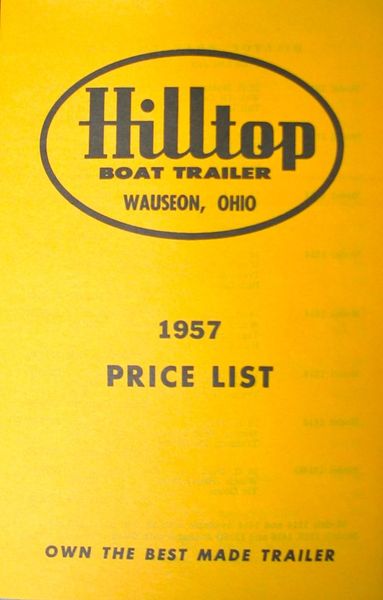 Hilltop
BOAT TRAILER
WAUSEON, OHIO
1957
PRICE LIST
OWN THE BEST MADE TRAILER